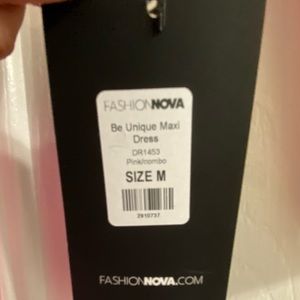 FASHIONNOVA
Be Unique Maxi
Dress
DR1453
Pink/combo
SIZE M
2910737
FASHIONNOVA.COM